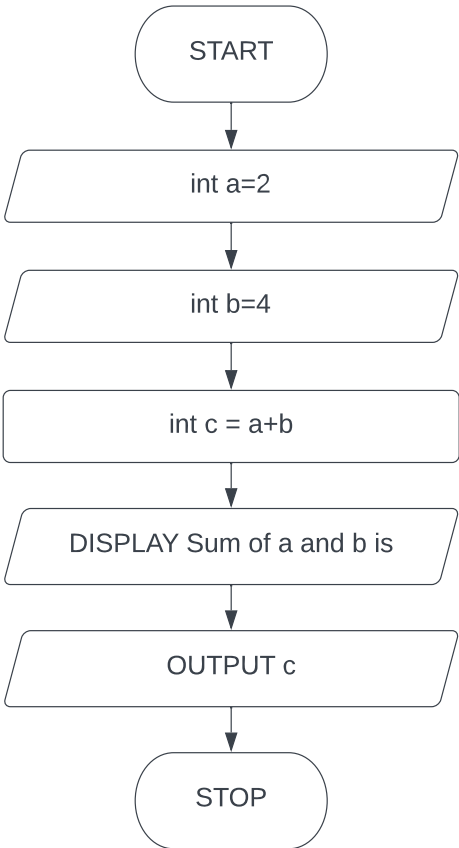 START
int a=2
int b=4
int c = a+b
DISPLAY Sum of a and b is
OUTPUT c
STOP